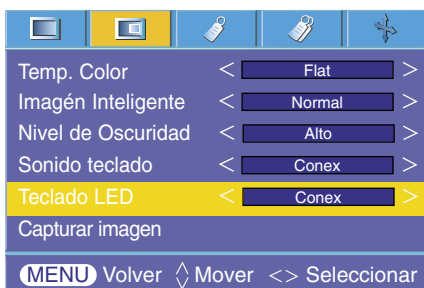 Temp. Color < Flat >
Imagén Inteligente < Normal >
Nivel de Oscuridad < Alto >
Sonido teclado < Conex >
Teclado LED < Conex >
Capturar imagen
MENU Volver Mover <> Seleccionar